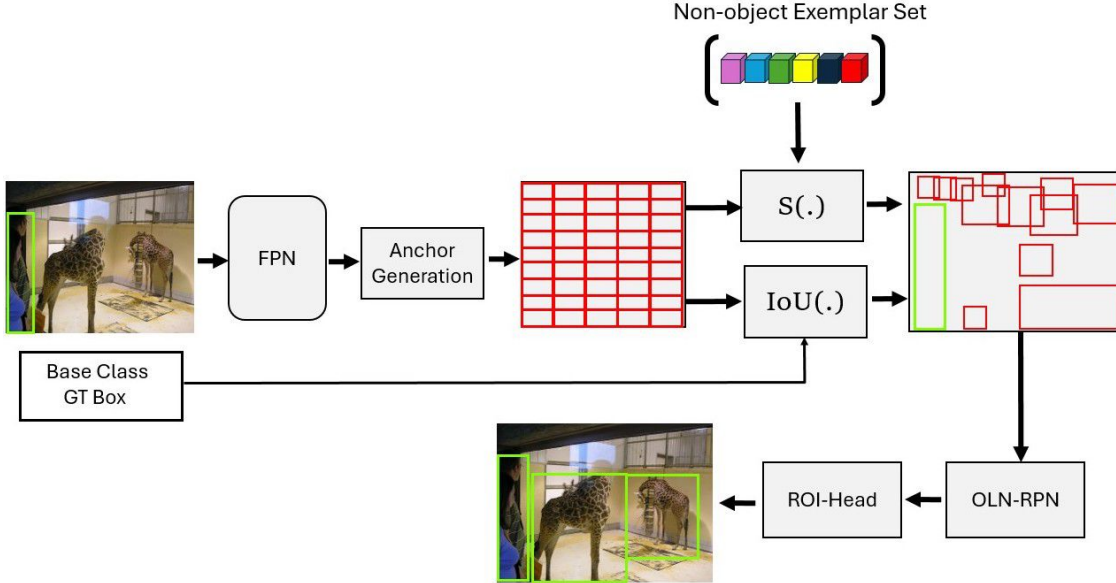 Non-object Exemplar Set
S(.)
FPN
Anchor
Generation
IoU(.)
Base Class
GT Box
ROI-Head
OLN-RPN